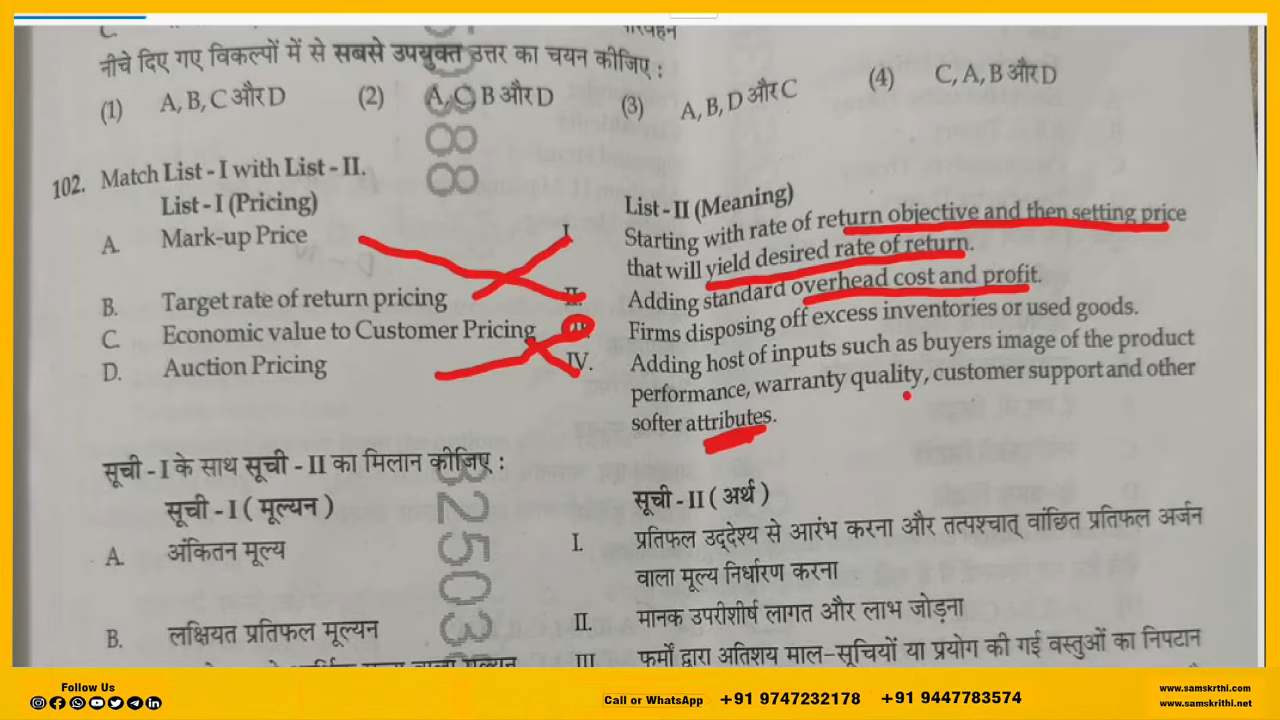 C.
नीचे दिए गए विकल्पों में से सबसे उपयुक्त उत्तर का चयन कीजिए :
(1) A, B, C और D (2) A, C, B और D (3) A, B, D और C (4) C, A, B और D
102. Match List - I with List - II.
List - I (Pricing) List - II (Meaning)
A. Mark-up Price I. Starting with rate of return objective and then setting price
that will yield desired rate of return.
B. Target rate of return pricing II. Adding standard overhead cost and profit.
C. Economic value to Customer Pricing Firms disposing off excess inventories or used goods.
D. Auction Pricing IV. Adding host of inputs such as buyers image of the product
performance, warranty quality, customer support and other
softer attributes.
सूची - I के साथ सूची - II का मिलान कीजिए :
सूची - I ( मूल्यन ) सूची - II ( अर्थ )
A. अंकितन मूल्य I. प्रतिफल उद्देश्य से आरंभ करना और तत्पश्चात् वांछित प्रतिफल अर्जन
वाला मूल्य निर्धारण करना
II. मानक उपरीशीर्ष लागत और लाभ जोड़ना
B. लक्षियत प्रतिफल मूल्यन
III. फर्मों द्वारा अतिशय माल-सूचियों या प्रयोग की गई वस्तुओं का निपटान
Follow Us
Call or WhatsApp +91 9747232178 +91 9447783574
www.samskrthi.com
www.samskrthi.net